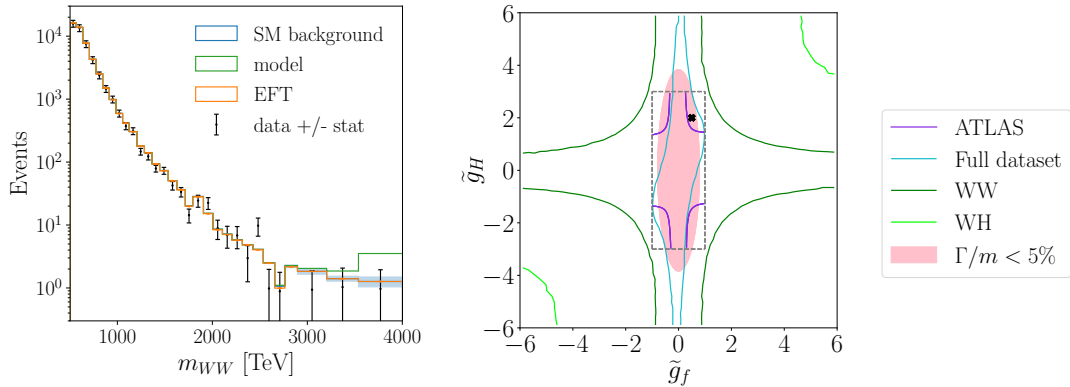 Events
10⁴
10³
10²
10¹
10⁰
1000
2000
3000
4000
m_WW [TeV]
SM background
model
EFT
data +/- stat
g̃_H
6
4
2
0
−2
−4
−6
−6
−4
−2
0
2
4
6
g̃_f
ATLAS
Full dataset
WW
WH
Γ/m < 5%